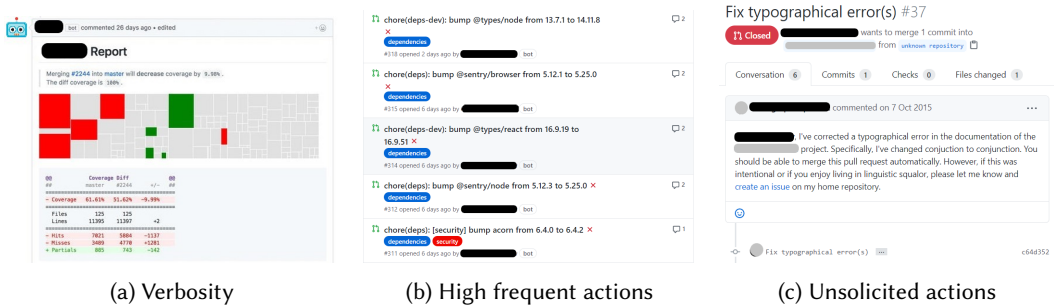 bot commented 26 days ago • edited
Report
Merging #2244 into master will decrease coverage by 9.98%.
The diff coverage is 100%.
@@ Coverage Diff @@
## master #2244 +/- ##
- Coverage 61.61% 51.62% -9.99%
Files 125 125
Lines 11395 11397 +2
- Hits 7021 5884 -1137
- Misses 3489 4770 +1281
+ Partials 885 743 -142
(a) Verbosity
chore(deps-dev): bump @types/node from 13.7.1 to 14.11.8
2
dependencies
#318 opened 2 days ago by bot
chore(deps-dev): bump @sentry/browser from 5.12.1 to 5.25.0
2
dependencies
#315 opened 6 days ago by bot
chore(deps-dev): bump @types/react from 16.9.19 to
16.9.51
2
dependencies
#314 opened 6 days ago by bot
chore(deps): bump @sentry/node from 5.12.3 to 5.25.0
2
dependencies
#312 opened 6 days ago by bot
chore(deps): [security] bump acorn from 6.4.0 to 6.4.2
1
dependencies security
#311 opened 6 days ago by bot
(b) High frequent actions
Fix typographical error(s) #37
Closed wants to merge 1 commit into
from unknown repository
Conversation 6 Commits 1 Checks 0 Files changed 1
commented on 7 Oct 2015
, I've corrected a typographical error in the documentation of the
project. Specifically, I've changed conjuction to conjunction. You
should be able to merge this pull request automatically. However, if this was
intentional or if you enjoy living in linguistic squalor, please let me know and
create an issue on my home repository.
Fix typographical error(s) c64d352
(c) Unsolicited actions